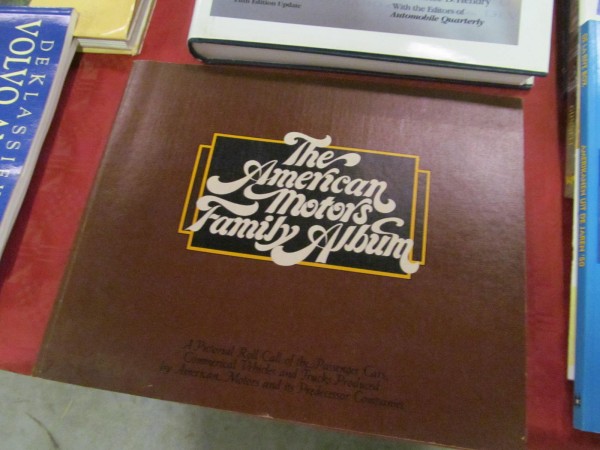 Edition Update
With the Editors of
Automobile Quarterly
DE KLASSIEKE
VOLVO
The
American
Motors
Family Album
A Pictorial Roll Call of the Passenger Cars,
Commercial Vehicles and Trucks Produced
by American Motors and its Predecessor Companies